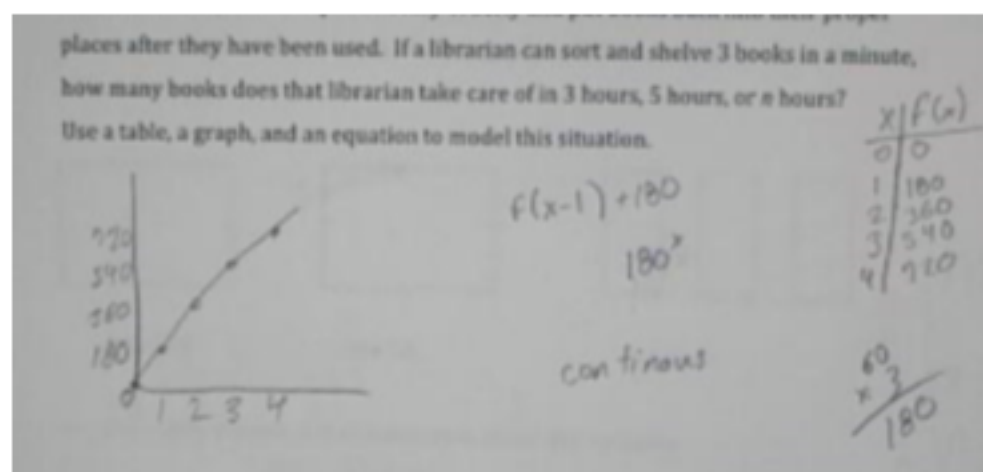 proper
places after they have been used. If a librarian can sort and shelve 3 books in a minute,
how many books does that librarian take care of in 3 hours, 5 hours, or n hours?
Use a table, a graph, and an equation to model this situation.
x f(x)
0 0
1 180
2 360
3 540
4 720
f(x-1) + 180
180ˣ
720
540
360
180
0 1 2 3 4
continous
60
x 3
180